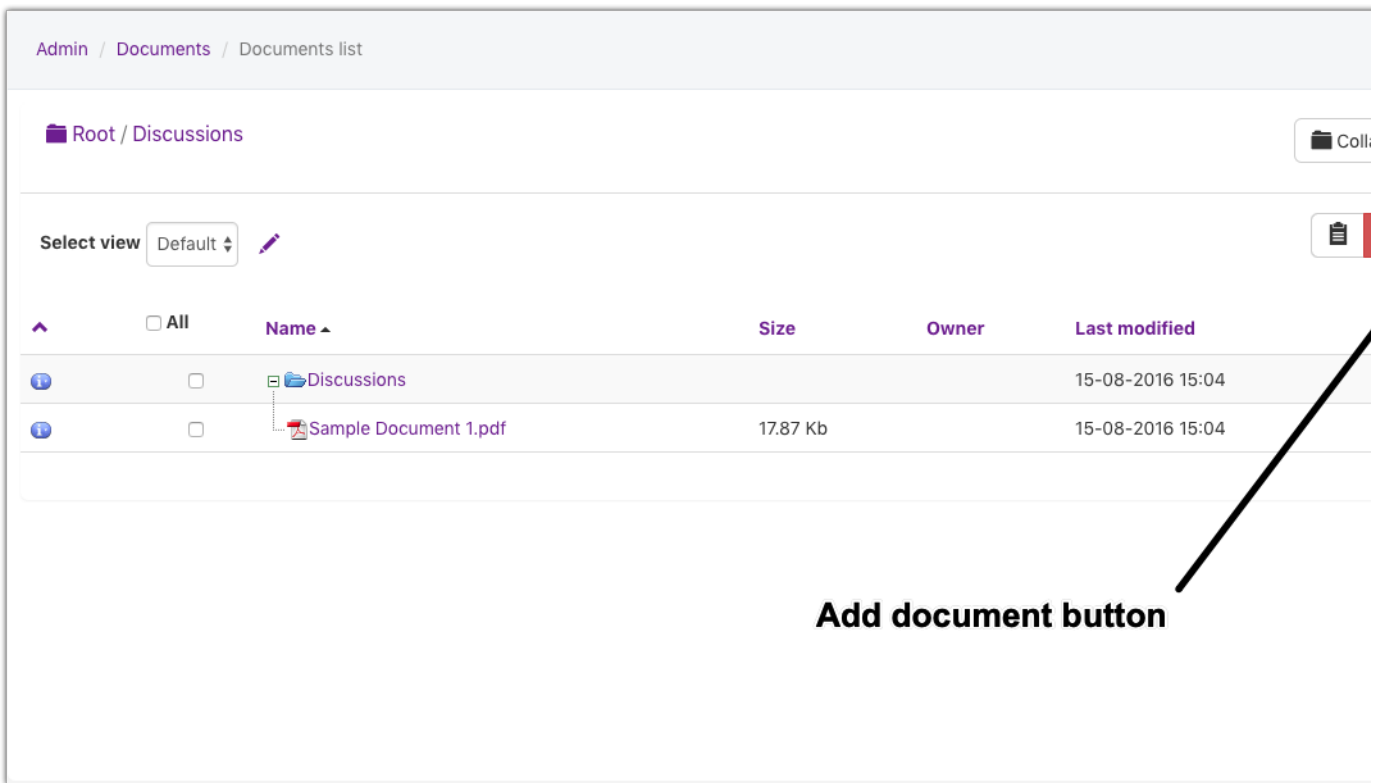 Admin / Documents / Documents list
Root / Discussions
Select view Default
All Name Size Owner Last modified
Discussions 15-08-2016 15:04
Sample Document 1.pdf 17.87 Kb 15-08-2016 15:04
Add document button